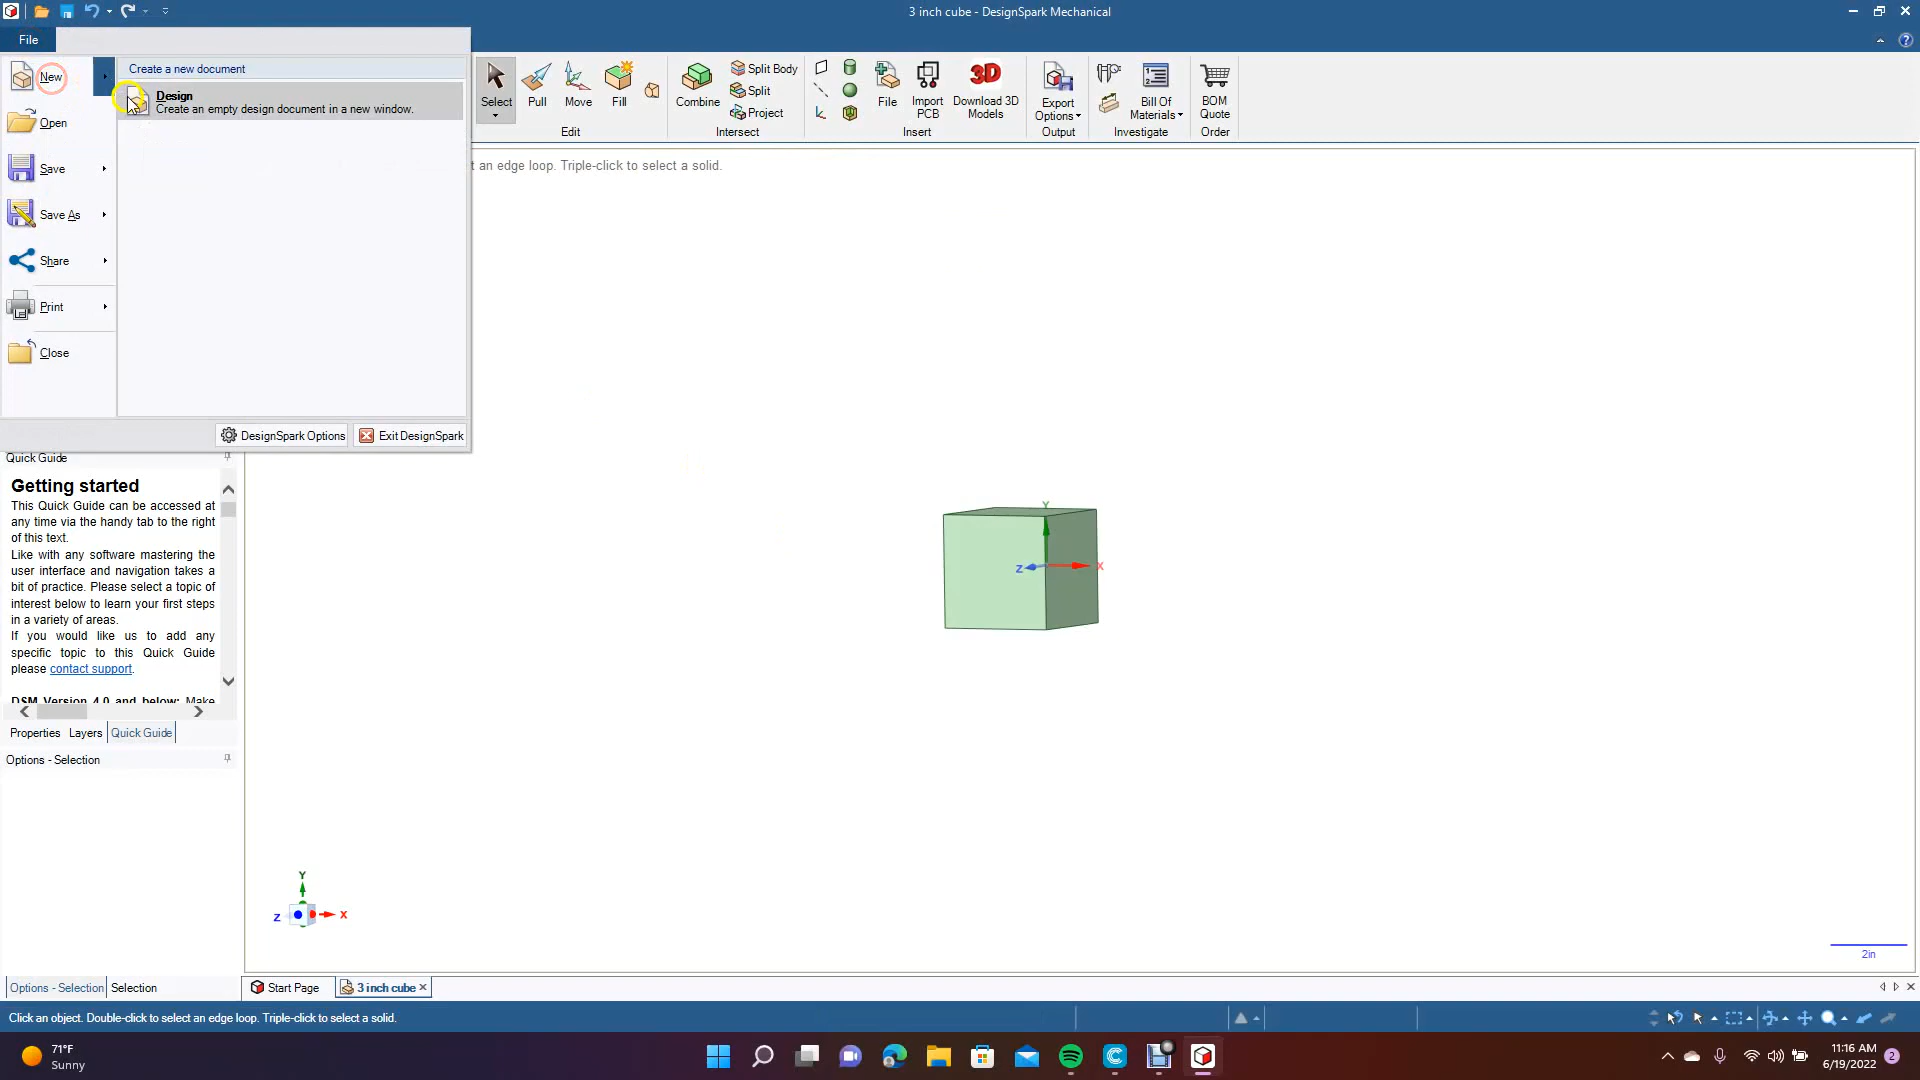 3 inch cube - DesignSpark Mechanical
File
New
Create a new document
Design
Create an empty design document in a new window.
Open
Save
Save As
Share
Print
Close
DesignSpark Options
Exit DesignSpark
Select
Pull
Move
Fill
Edit
Combine
Split Body
Split
Project
Intersect
File
Import PCB
Download 3D Models
Insert
Export Options
Output
Bill Of Materials
Investigate
BOM Quote
Order
t an edge loop. Triple-click to select a solid.
Quick Guide
Getting started
This Quick Guide can be accessed at
any time via the handy tab to the right
of this text.
Like with any software mastering the
user interface and navigation takes a
bit of practice. Please select a topic of
interest below to learn your first steps
in a variety of areas.
If you would like us to add any
specific topic to this Quick Guide
please contact support.
DSM Version 4.0 and below: Make
Properties
Layers
Quick Guide
Options - Selection
Y
Z
X
Y
Z
X
2in
Options - Selection
Selection
Start Page
3 inch cube
Click an object. Double-click to select an edge loop. Triple-click to select a solid.
71°F
Sunny
11:16 AM
6/19/2022
2